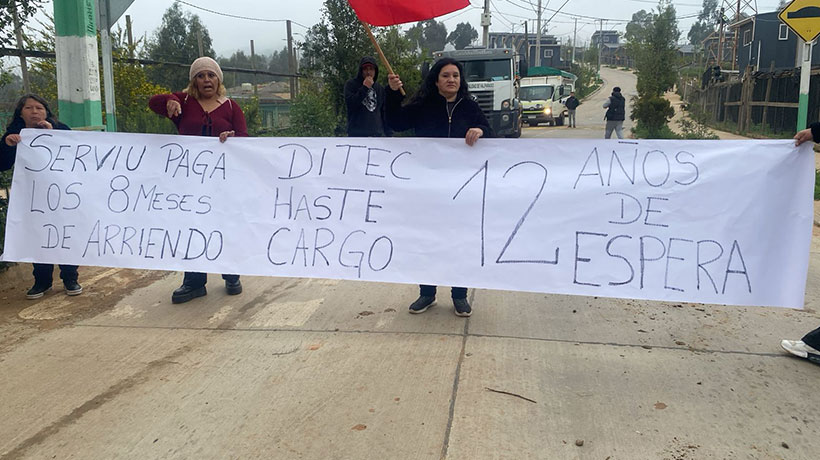 SERVIU PAGA
LOS 8 MESES
DE ARRIENDO
DITEC
HASTE
CARGO
12
AÑOS
DE
ESPERA